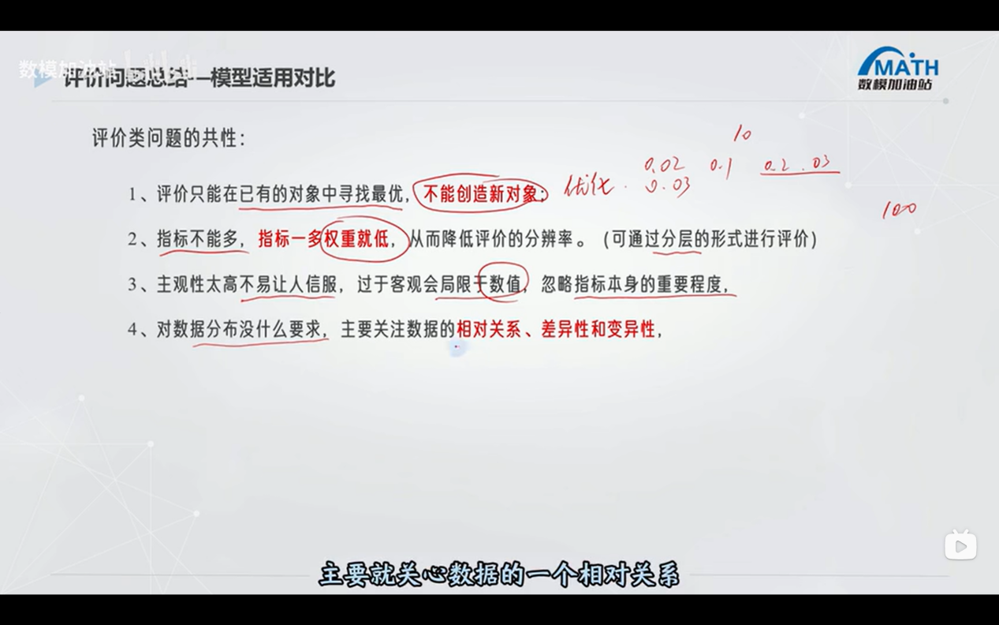 数模加油站
评价问题总结—模型适用对比
MATH
数模加油站
评价类问题的共性：
10
0.02 0.1 0.2 . 03
1、评价只能在已有的对象中寻找最优，不能创造新对象； 优化 . 0.03
100
2、指标不能多，指标一多权重就低，从而降低评价的分辨率。（可通过分层的形式进行评价）
3、主观性太高不易让人信服，过于客观会局限于数值，忽略指标本身的重要程度，
4、对数据分布没什么要求，主要关注数据的相对关系、差异性和变异性，
主要就关心数据的一个相对关系